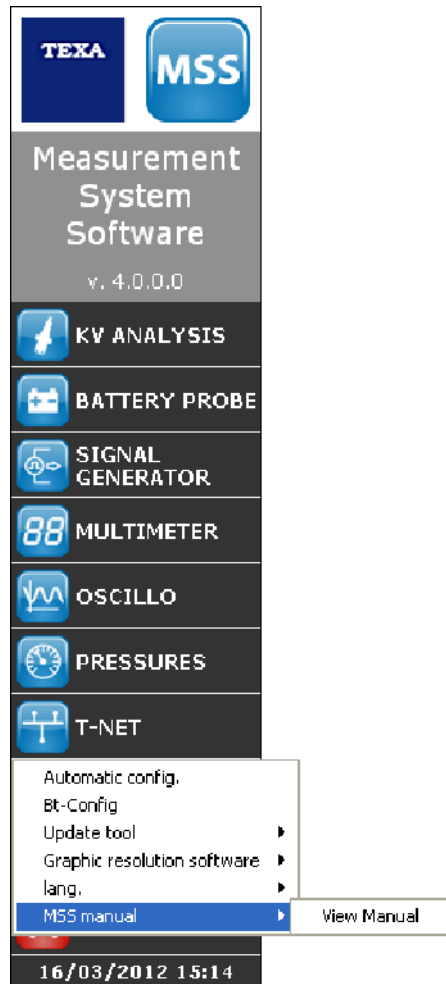 TEXA
MSS
Measurement
System
Software
v. 4.0.0.0
KV ANALYSIS
BATTERY PROBE
SIGNAL
GENERATOR
88 MULTIMETER
OSCILLO
PRESSURES
T-NET
Automatic config.
Bt-Config
Update tool
Graphic resolution software
lang.
MSS manual
View Manual
16/03/2012 15:14